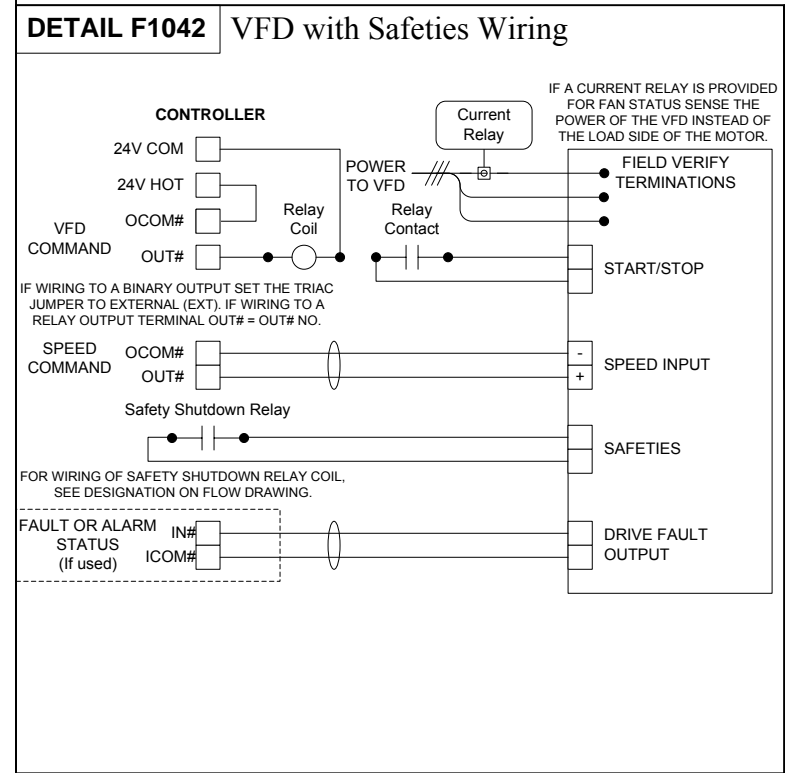 DETAIL F1042
VFD with Safeties Wiring
IF A CURRENT RELAY IS PROVIDED
FOR FAN STATUS SENSE THE
POWER OF THE VFD INSTEAD OF
THE LOAD SIDE OF THE MOTOR.
CONTROLLER
Current
Relay
24V COM
24V HOT
OCOM#
OUT#
VFD
COMMAND
Relay
Coil
POWER
TO VFD
Relay
Contact
FIELD VERIFY
TERMINATIONS
START/STOP
IF WIRING TO A BINARY OUTPUT SET THE TRIAC
JUMPER TO EXTERNAL (EXT). IF WIRING TO A
RELAY OUTPUT TERMINAL OUT# = OUT# NO.
SPEED
COMMAND
OCOM#
OUT#
-
+
SPEED INPUT
Safety Shutdown Relay
SAFETIES
FOR WIRING OF SAFETY SHUTDOWN RELAY COIL,
SEE DESIGNATION ON FLOW DRAWING.
FAULT OR ALARM
STATUS
(If used)
IN#
ICOM#
DRIVE FAULT
OUTPUT